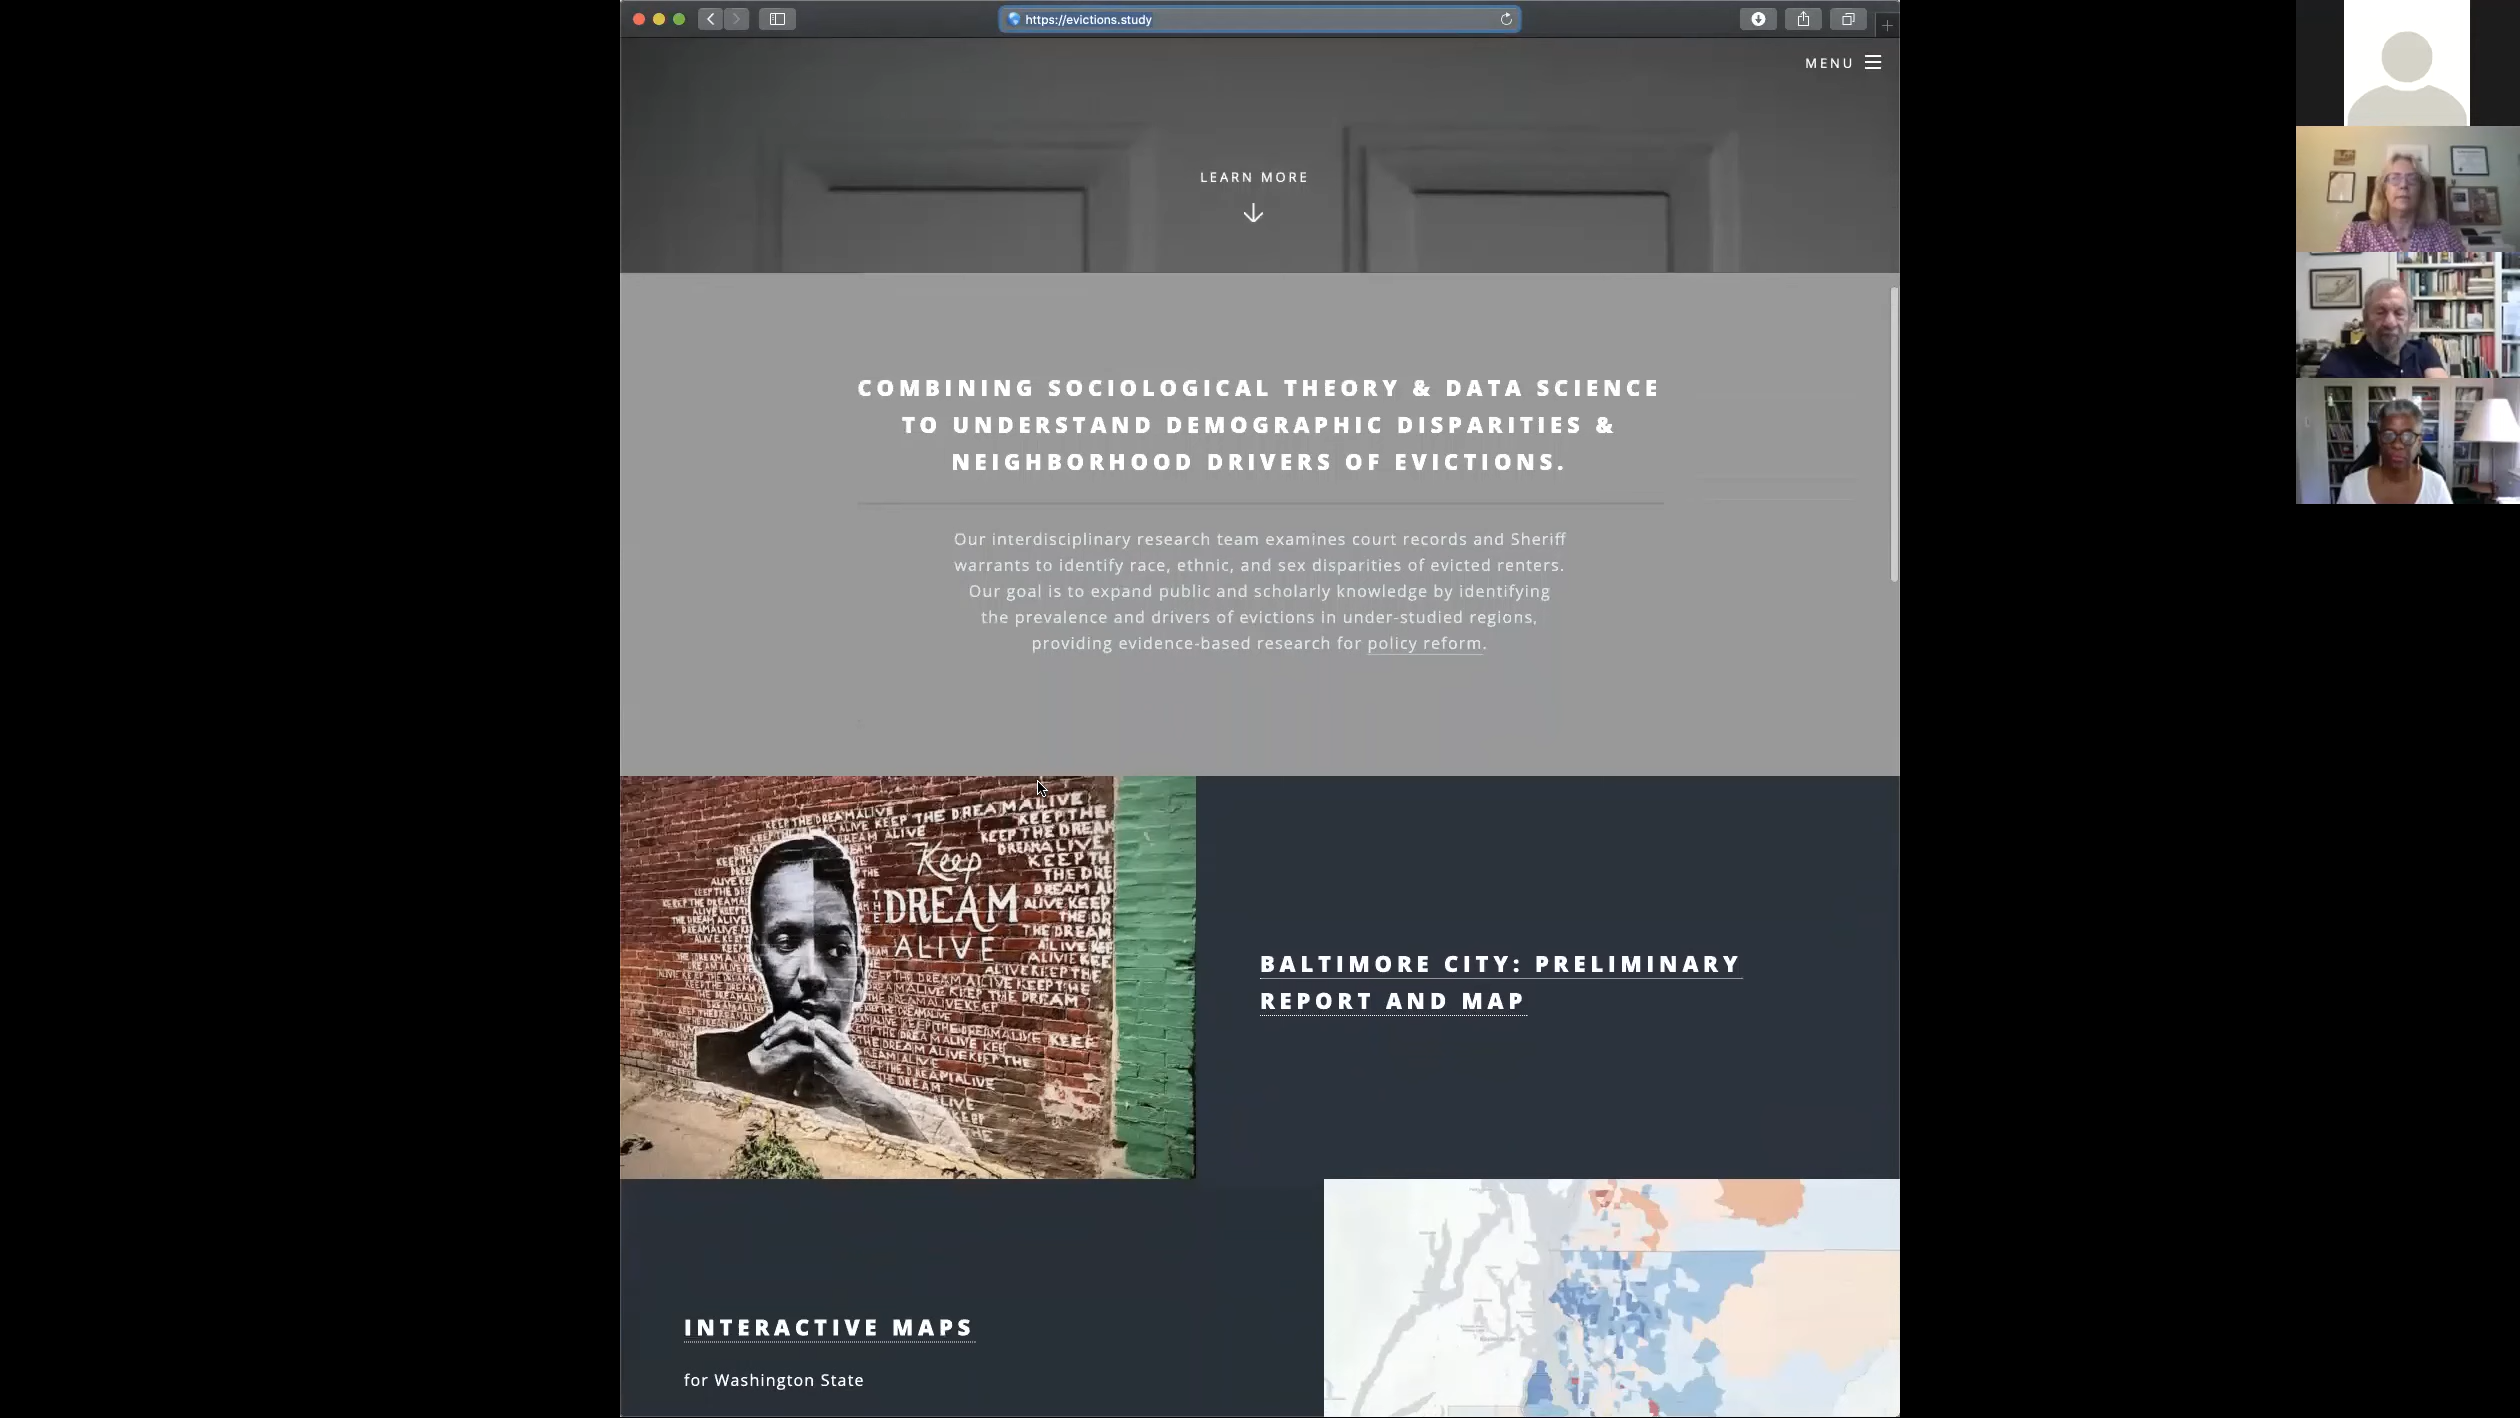 https://evictions.study
MENU
LEARN MORE
COMBINING SOCIOLOGICAL THEORY & DATA SCIENCE
TO UNDERSTAND DEMOGRAPHIC DISPARITIES &
NEIGHBORHOOD DRIVERS OF EVICTIONS.
Our interdisciplinary research team examines court records and Sheriff
warrants to identify race, ethnic, and sex disparities of evicted renters.
Our goal is to expand public and scholarly knowledge by identifying
the prevalence and drivers of evictions in under-studied regions,
providing evidence-based research for policy reform.
Keep
DREAM
ALIVE
BALTIMORE CITY: PRELIMINARY
REPORT AND MAP
INTERACTIVE MAPS
for Washington State